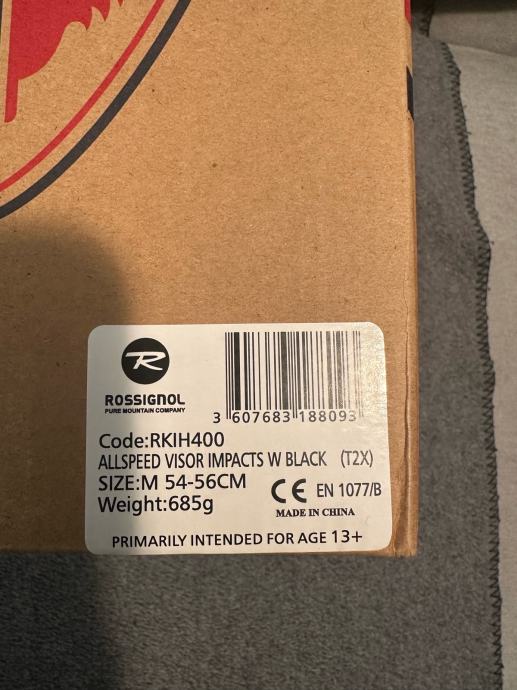 R
ROSSIGNOL
PURE MOUNTAIN COMPANY
3 607683 188093
Code:RKIH400
ALLSPEED VISOR IMPACTS W BLACK (T2X)
SIZE:M 54-56CM
Weight:685g
CE EN 1077/B
MADE IN CHINA
PRIMARILY INTENDED FOR AGE 13+